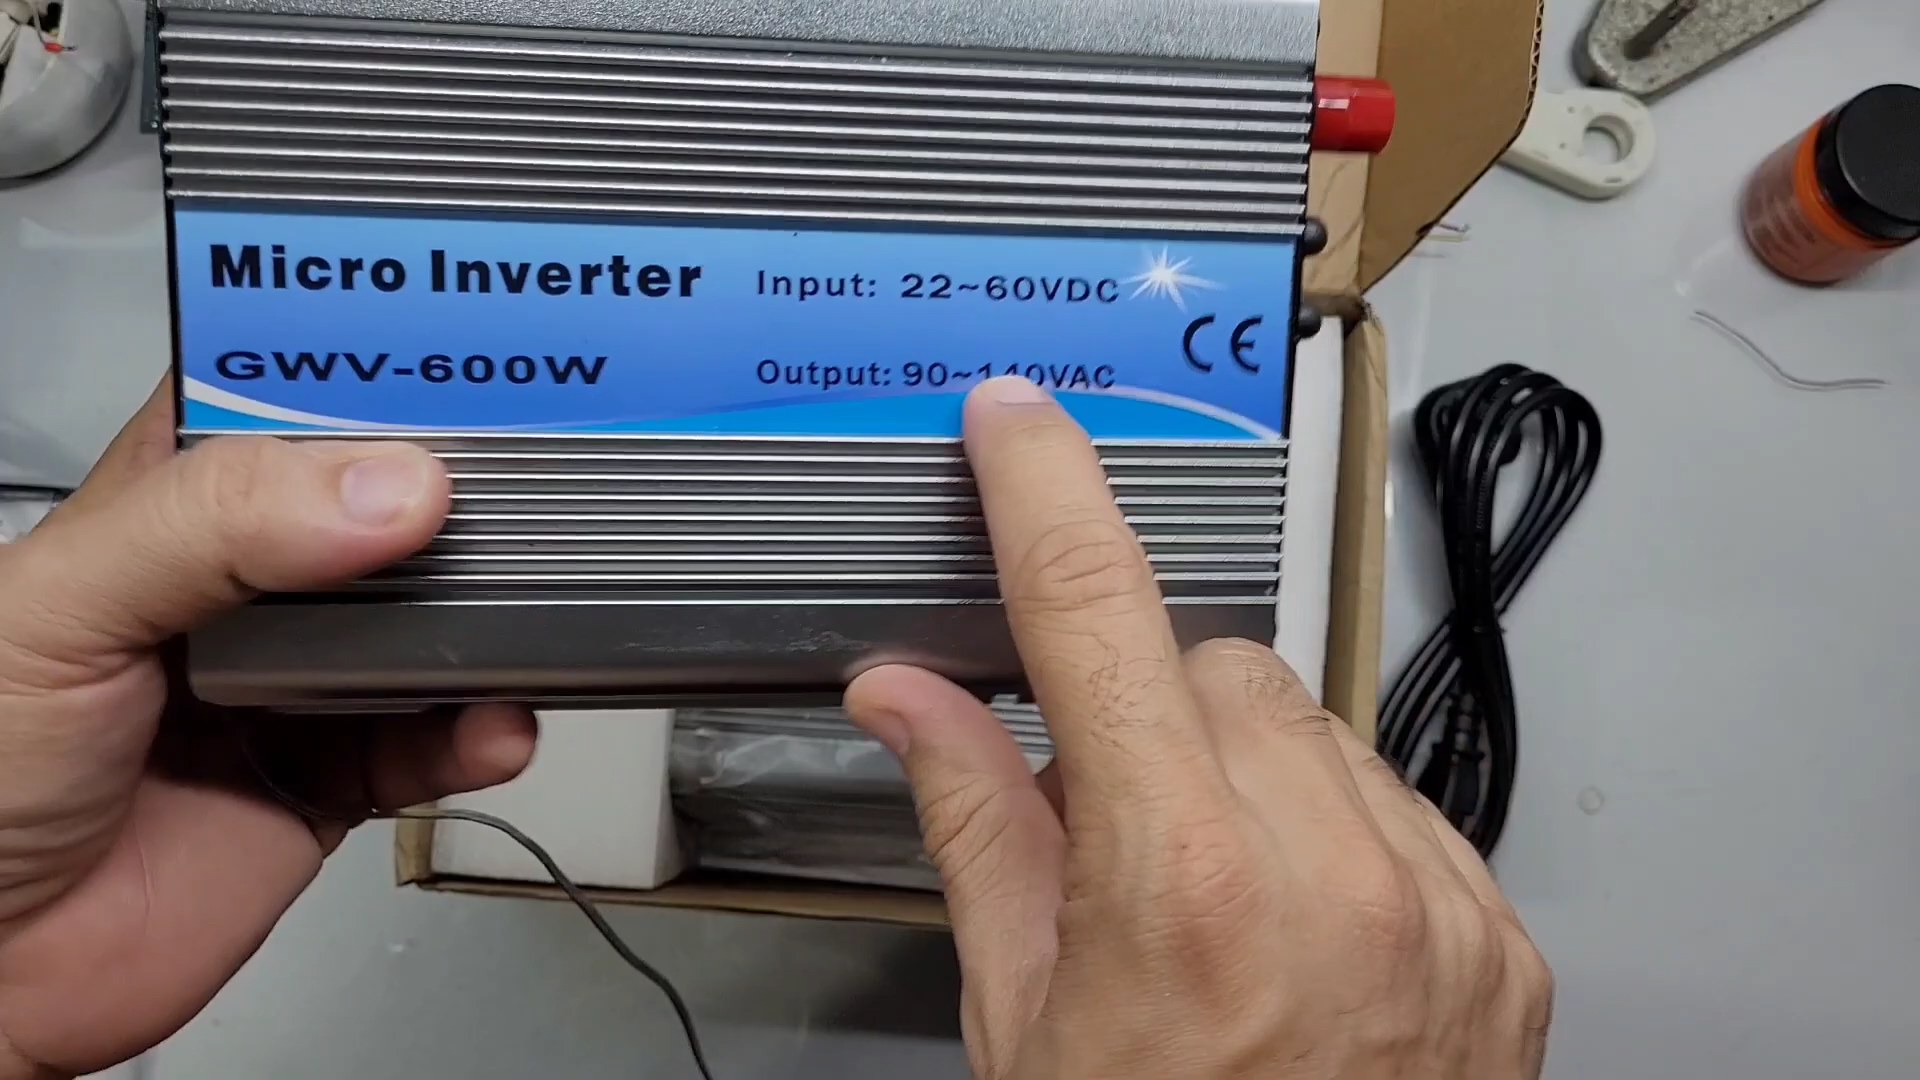 Micro Inverter
Input: 22~60VDC
GWV-600W
Output: 90~140VAC
CE